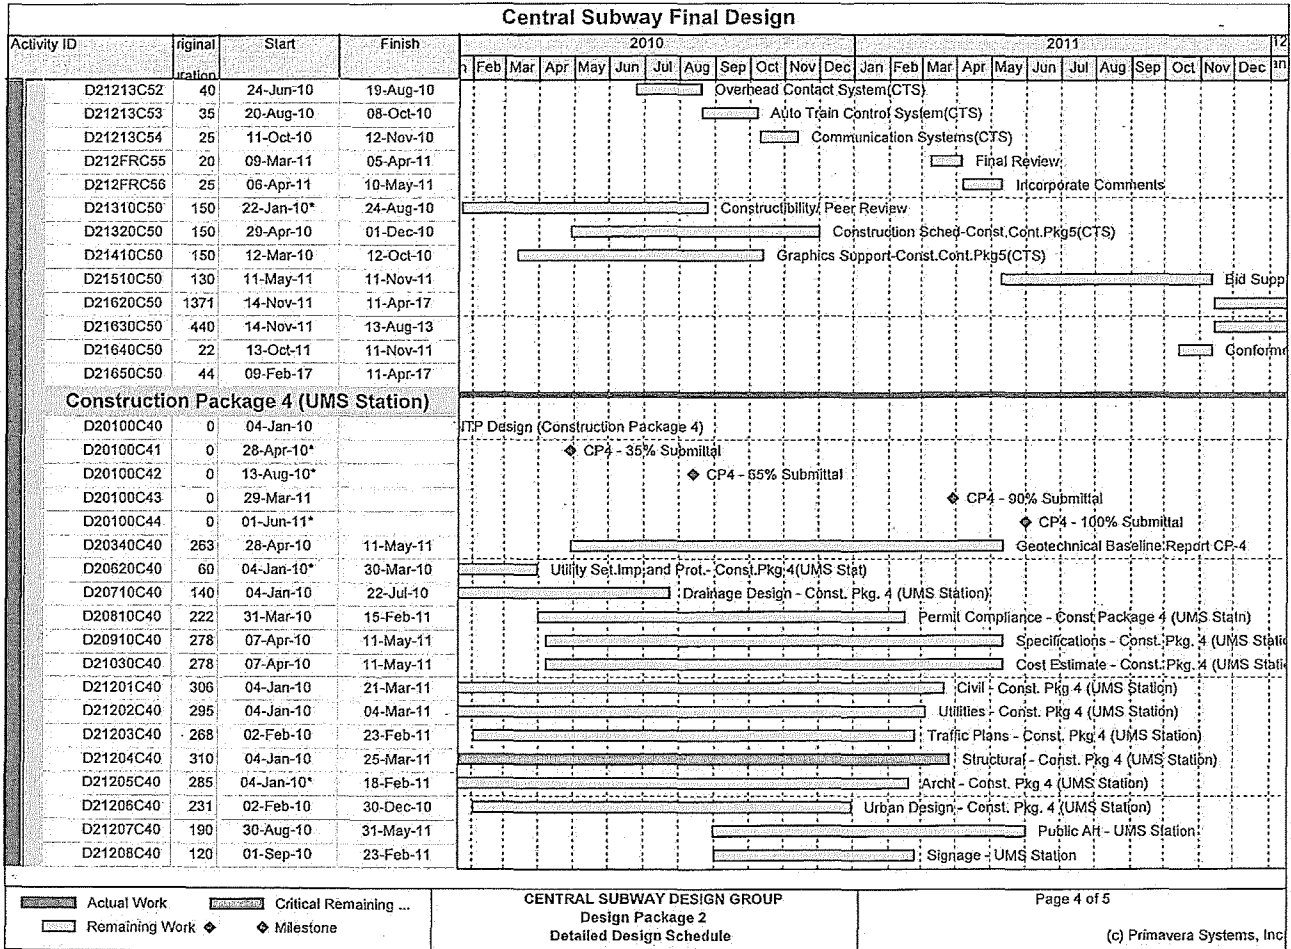 Central Subway Final Design
Activity ID riginal Start Finish 2010 2011 12
uration n Feb Mar Apr May Jun Jul Aug Sep Oct Nov Dec Jan Feb Mar Apr May Jun Jul Aug Sep Oct Nov Dec an
D21213C52 40 24-Jun-10 19-Aug-10 Overhead Contact System(CTS)
D21213C53 35 20-Aug-10 08-Oct-10 Auto Train Control System(CTS)
D21213C54 25 11-Oct-10 12-Nov-10 Communication Systems(CTS)
D212FRC55 20 09-Mar-11 05-Apr-11 Final Review
D212FRC56 25 06-Apr-11 10-May-11 Incorporate Comments
D21310C50 150 22-Jan-10* 24-Aug-10 Constructibility/ Peer Review
D21320C50 150 29-Apr-10 01-Dec-10 Construction Sched-Const.Cont.Pkg5(CTS)
D21410C50 150 12-Mar-10 12-Oct-10 Graphics Support-Const.Cont.Pkg5(CTS)
D21510C50 130 11-May-11 11-Nov-11 Bid Supp
D21620C50 1371 14-Nov-11 11-Apr-17
D21630C50 440 14-Nov-11 13-Aug-13
D21640C50 22 13-Oct-11 11-Nov-11 Conform
D21650C50 44 09-Feb-17 11-Apr-17
Construction Package 4 (UMS Station)
D20100C40 0 04-Jan-10 ITP Design (Construction Package 4)
D20100C41 0 28-Apr-10* CP4 - 35% Submittal
D20100C42 0 13-Aug-10* CP4 - 65% Submittal
D20100C43 0 29-Mar-11 CP4 - 90% Submittal
D20100C44 0 01-Jun-11* CP4 - 100% Submittal
D20340C40 263 28-Apr-10 11-May-11 Geotechnical Baseline Report CP-4
D20620C40 60 04-Jan-10* 30-Mar-10 Utility Set.Imp and Prot.- Const.Pkg 4(UMS Stat)
D20710C40 140 04-Jan-10 22-Jul-10 Drainage Design - Const. Pkg. 4 (UMS Station)
D20810C40 222 31-Mar-10 15-Feb-11 Permit Compliance - Const Package 4 (UMS Statn)
D20910C40 278 07-Apr-10 11-May-11 Specifications - Const. Pkg. 4 (UMS Static
D21030C40 278 07-Apr-10 11-May-11 Cost Estimate - Const. Pkg. 4 (UMS Stati
D21201C40 306 04-Jan-10 21-Mar-11 Civil - Const. Pkg 4 (UMS Station)
D21202C40 295 04-Jan-10 04-Mar-11 Utilities - Const. Pkg 4 (UMS Station)
D21203C40 268 02-Feb-10 23-Feb-11 Traffic Plans - Const. Pkg 4 (UMS Station)
D21204C40 310 04-Jan-10 25-Mar-11 Structural - Const. Pkg 4 (UMS Station)
D21205C40 285 04-Jan-10* 18-Feb-11 Archt - Const. Pkg 4 (UMS Station)
D21206C40 231 02-Feb-10 30-Dec-10 Urban Design - Const. Pkg. 4 (UMS Station)
D21207C40 190 30-Aug-10 31-May-11 Public Art - UMS Station
D21208C40 120 01-Sep-10 23-Feb-11 Signage - UMS Station
Actual Work Critical Remaining ...
Remaining Work Milestone
CENTRAL SUBWAY DESIGN GROUP
Design Package 2
Detailed Design Schedule
Page 4 of 5
(c) Primavera Systems, Inc